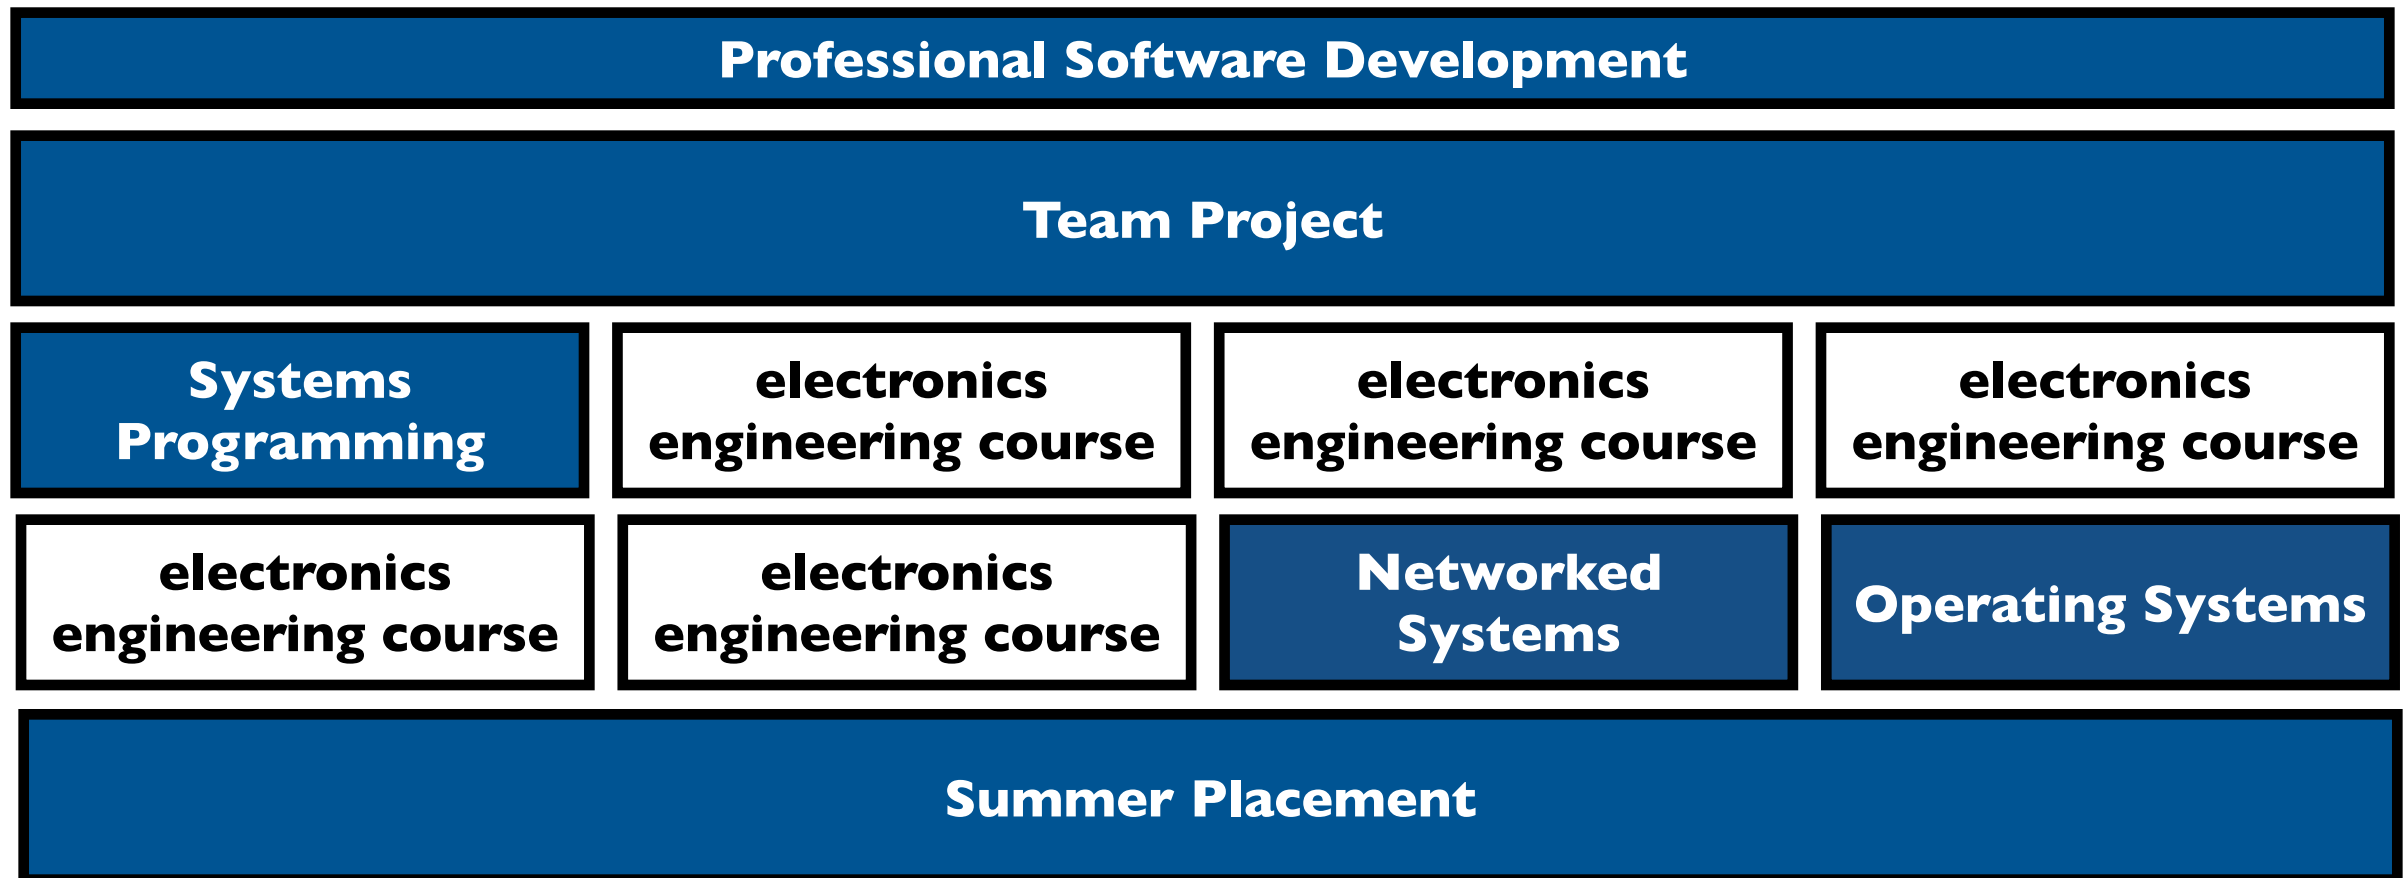 Professional Software Development
Team Project
Systems
Programming
electronics
engineering course
electronics
engineering course
electronics
engineering course
electronics
engineering course
electronics
engineering course
Networked
Systems
Operating Systems
Summer Placement